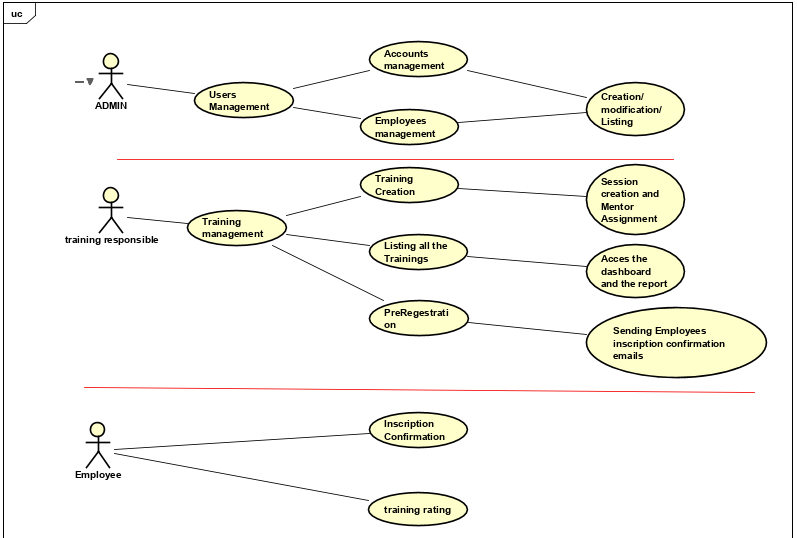 uc
Accounts
management
ADMIN
Users
Management
Creation/
modification/
Listing
Employees
management
Training
Creation
Session
creation and
Mentor
Assignment
training responsible
Training
management
Listing all the
Trainings
Acces the
dashboard
and the report
PreRegestrati
on
Sending Employees
inscription confirmation
emails
Inscription
Confirmation
Employee
training rating